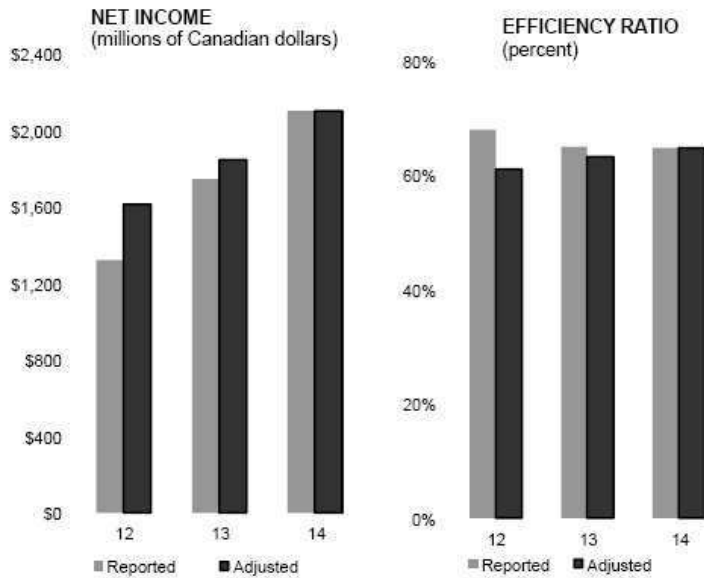 NET INCOME
(millions of Canadian dollars)
$2,400
$2,000
$1,600
$1,200
$800
$400
$0
12 13 14
Reported Adjusted
EFFICIENCY RATIO
(percent)
80%
60%
40%
20%
0%
12 13 14
Reported Adjusted